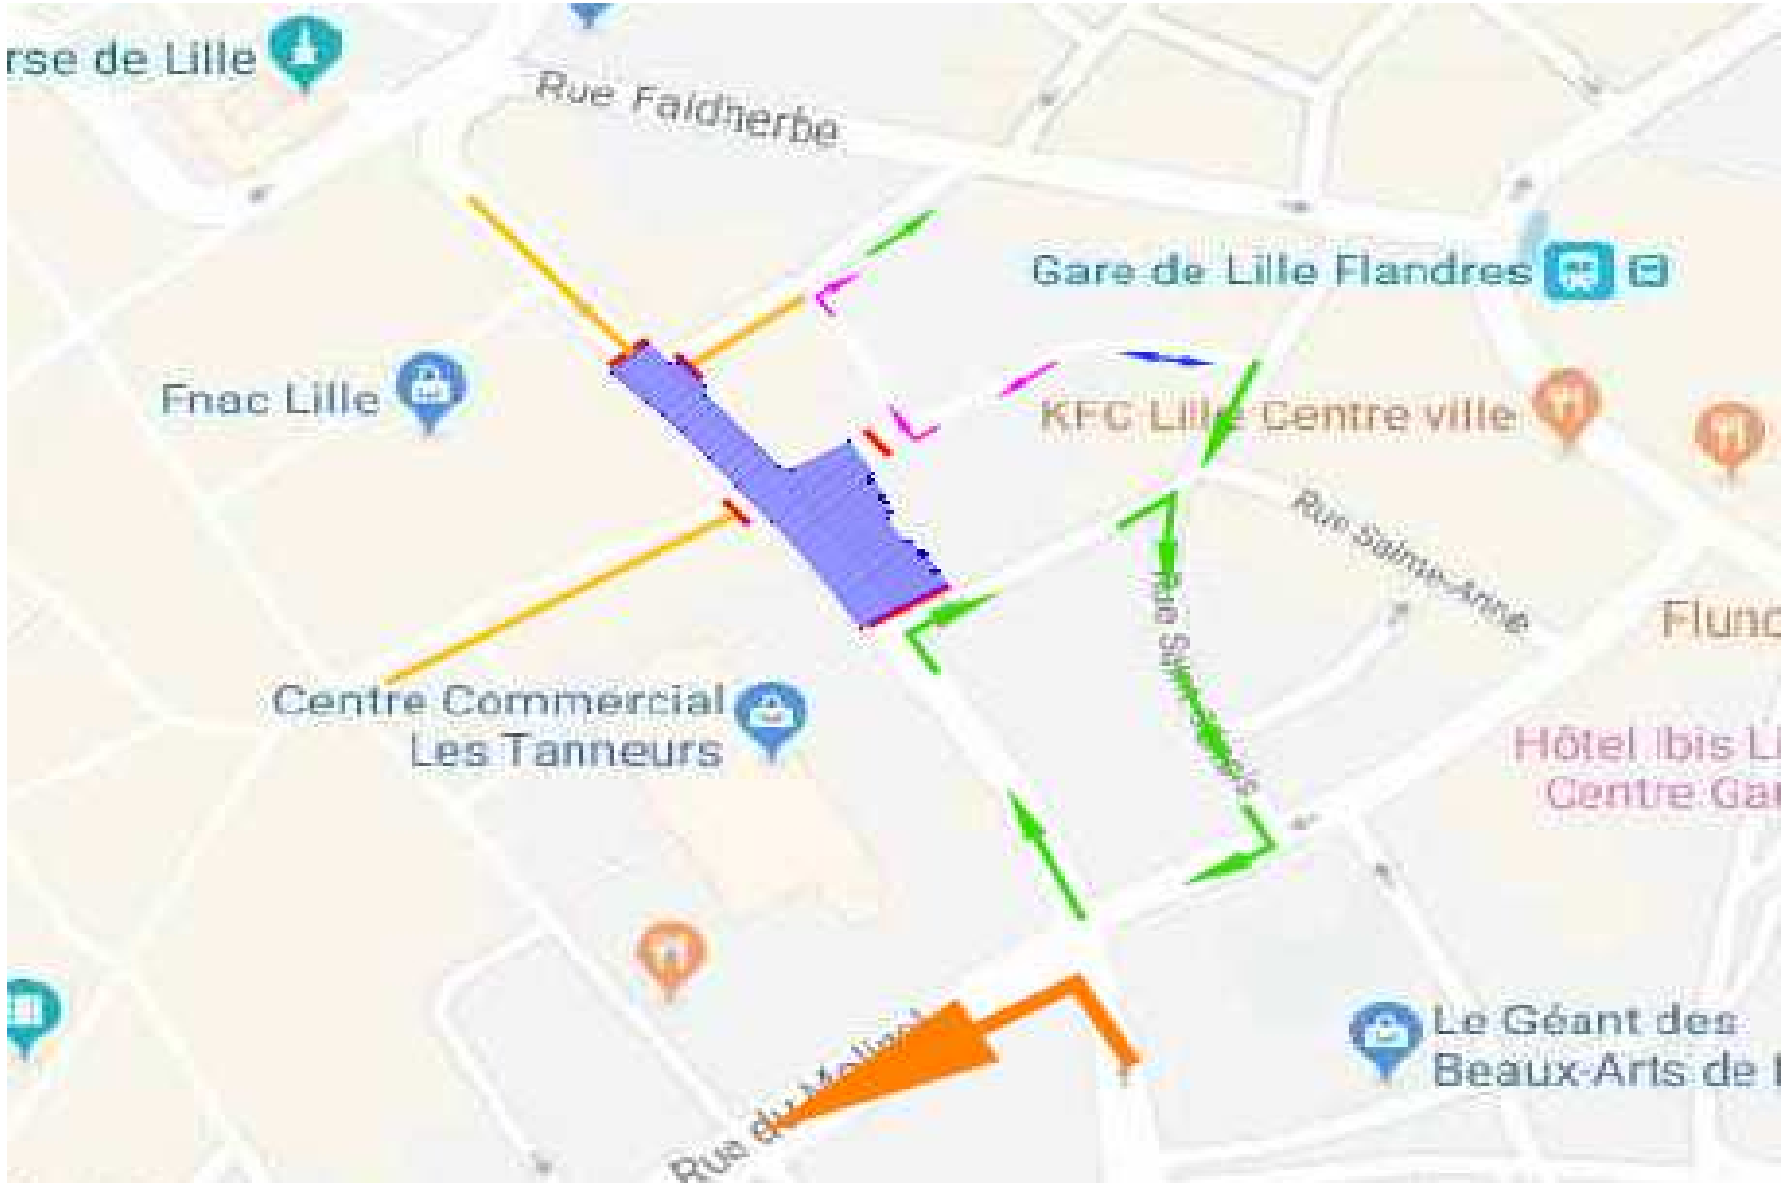 rse de Lille
Rue Faidherbe
Gare de Lille Flandres
Fnac Lille
KFC Lille Centre ville
Rue Sainte-Anne
Flunc
Centre Commercial
Les Tanneurs
Hôtel Ibis Li
Centre Gar
Le Géant des
Beaux-Arts de
Rue du Molinel